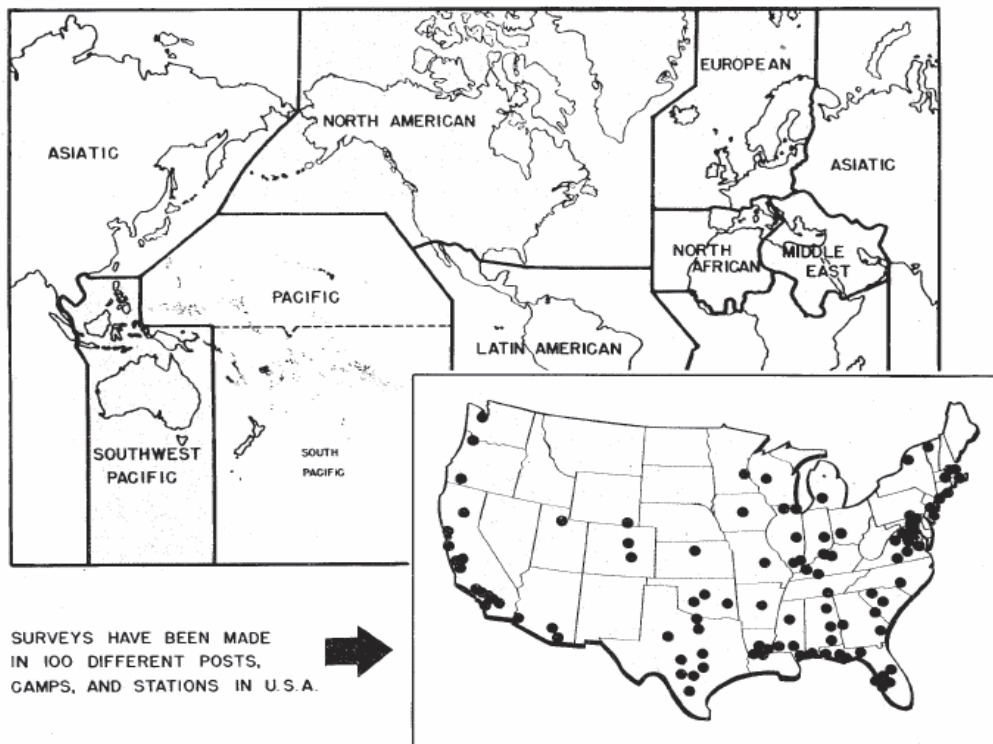 EUROPEAN
NORTH AMERICAN
ASIATIC
ASIATIC
NORTH
AFRICAN
MIDDLE
EAST
PACIFIC
LATIN AMERICAN
SOUTHWEST
PACIFIC
SOUTH
PACIFIC
SURVEYS HAVE BEEN MADE
IN 100 DIFFERENT POSTS,
CAMPS, AND STATIONS IN U.S.A.